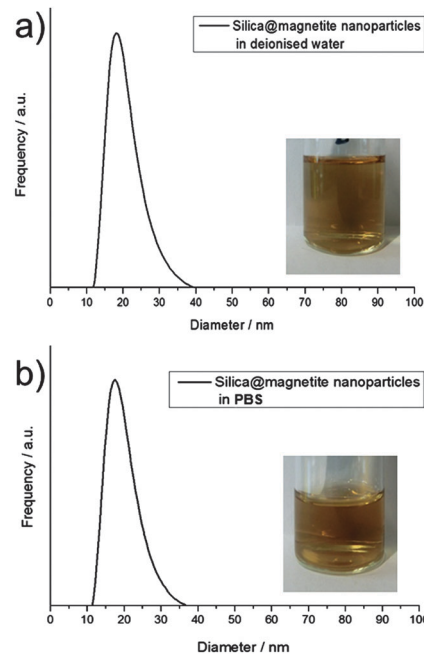 a)
Silica@magnetite nanoparticles
in deionised water
Frequency / a.u.
0 10 20 30 40 50 60 70 80 90 100
Diameter / nm
b)
Silica@magnetite nanoparticles
in PBS
Frequency / a.u.
0 10 20 30 40 50 60 70 80 90 100
Diameter / nm